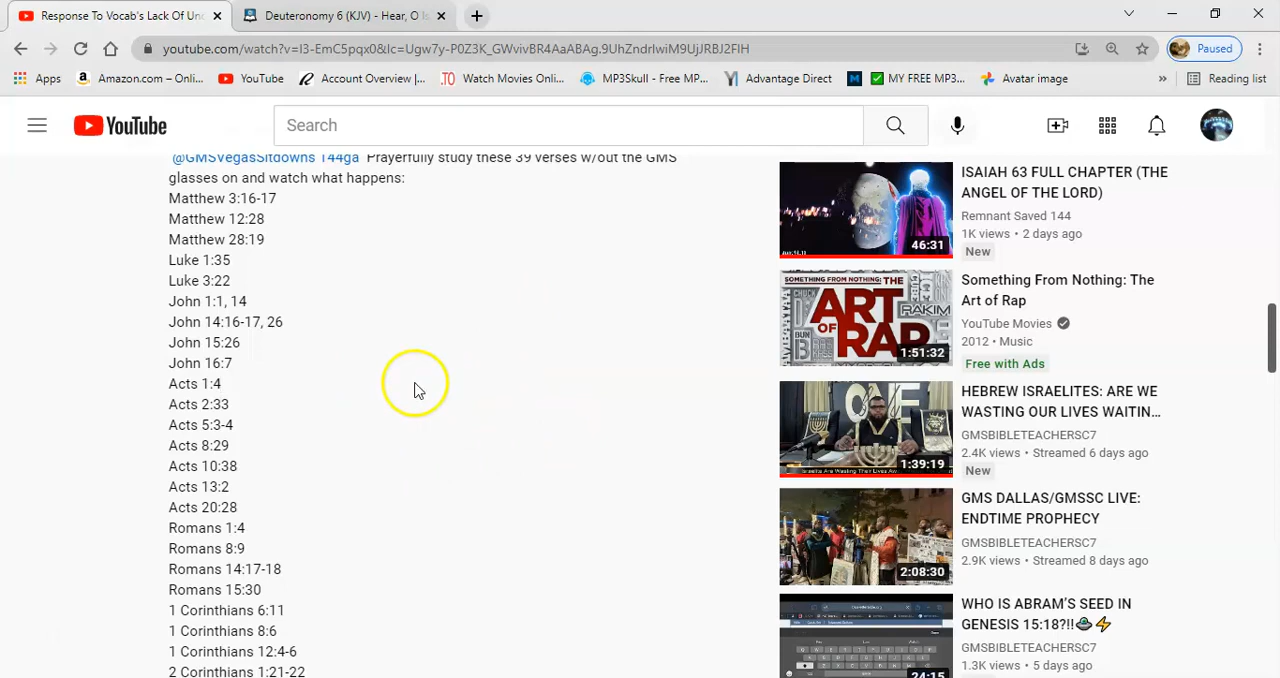 Response To Vocab's Lack Of Und
Deuteronomy 6 (KJV) - Hear, O Is
youtube.com/watch?v=I3-EmC5pqx0&lc=Ugw7y-P0Z3K_GWvivBR4AaABAg.9UhZndrIwiM9UjJRBJ2FIH
Paused
Apps
Amazon.com – Onli...
YouTube
Account Overview |...
Watch Movies Onli...
MP3Skull - Free MP...
Advantage Direct
MY FREE MP3...
Avatar image
»
Reading list
YouTube
Search
@GMSVegasSitdowns 144ga Prayerfully study these 39 verses w/out the GMS
glasses on and watch what happens:
Matthew 3:16-17
Matthew 12:28
Matthew 28:19
Luke 1:35
Luke 3:22
John 1:1, 14
John 14:16-17, 26
John 15:26
John 16:7
Acts 1:4
Acts 2:33
Acts 5:3-4
Acts 8:29
Acts 10:38
Acts 13:2
Acts 20:28
Romans 1:4
Romans 8:9
Romans 14:17-18
Romans 15:30
1 Corinthians 6:11
1 Corinthians 8:6
1 Corinthians 12:4-6
2 Corinthians 1:21-22
46:31
ISAIAH 63 FULL CHAPTER (THE
ANGEL OF THE LORD)
Remnant Saved 144
1K views • 2 days ago
New
SOMETHING FROM NOTHING: THE
ART
OF RAP
RAKIM
1:51:32
Something From Nothing: The
Art of Rap
YouTube Movies
2012 • Music
Free with Ads
1:39:19
HEBREW ISRAELITES: ARE WE
WASTING OUR LIVES WAITIN...
GMSBIBLETEACHERSC7
2.4K views • Streamed 6 days ago
New
2:08:30
GMS DALLAS/GMSSC LIVE:
ENDTIME PROPHECY
GMSBIBLETEACHERSC7
2.9K views • Streamed 8 days ago
24:15
WHO IS ABRAM'S SEED IN
GENESIS 15:18?!!🛸⚡
1.3K views • 5 days ago